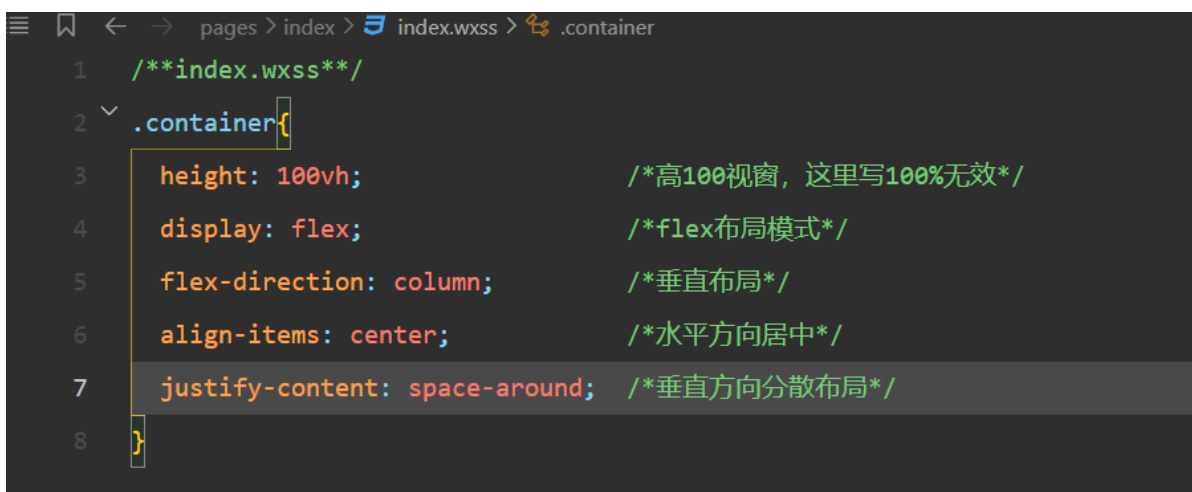 pages > index > index.wxss > .container
1 /**index.wxss**/
2 .container{
3 height: 100vh; /*高100视窗，这里写100%无效*/
4 display: flex; /*flex布局模式*/
5 flex-direction: column; /*垂直布局*/
6 align-items: center; /*水平方向居中*/
7 justify-content: space-around; /*垂直方向分散布局*/
8 }